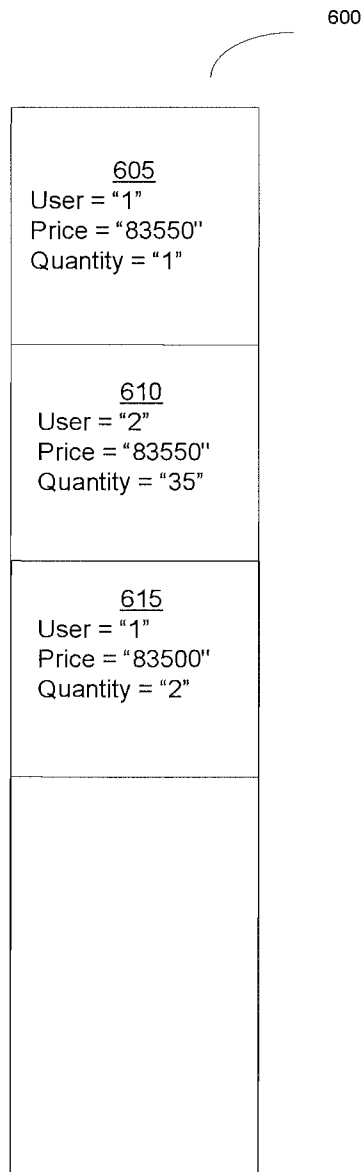 600
605
User = “1”
Price = “83550"
Quantity = “1”
610
User = “2”
Price = “83550"
Quantity = “35”
615
User = “1”
Price = “83500"
Quantity = “2”